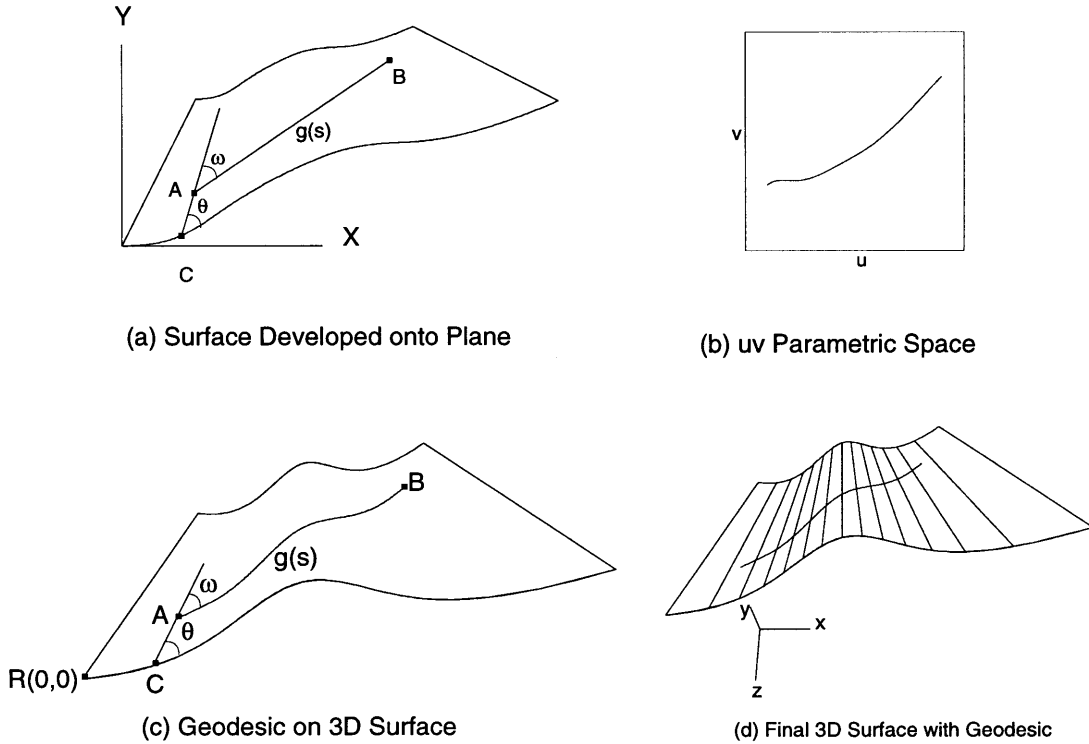 Y
B
g(s)
ω
A
θ
X
C
(a) Surface Developed onto Plane
v
u
(b) uv Parametric Space
B
g(s)
ω
A
θ
R(0,0)
C
(c) Geodesic on 3D Surface
y
x
z
(d) Final 3D Surface with Geodesic